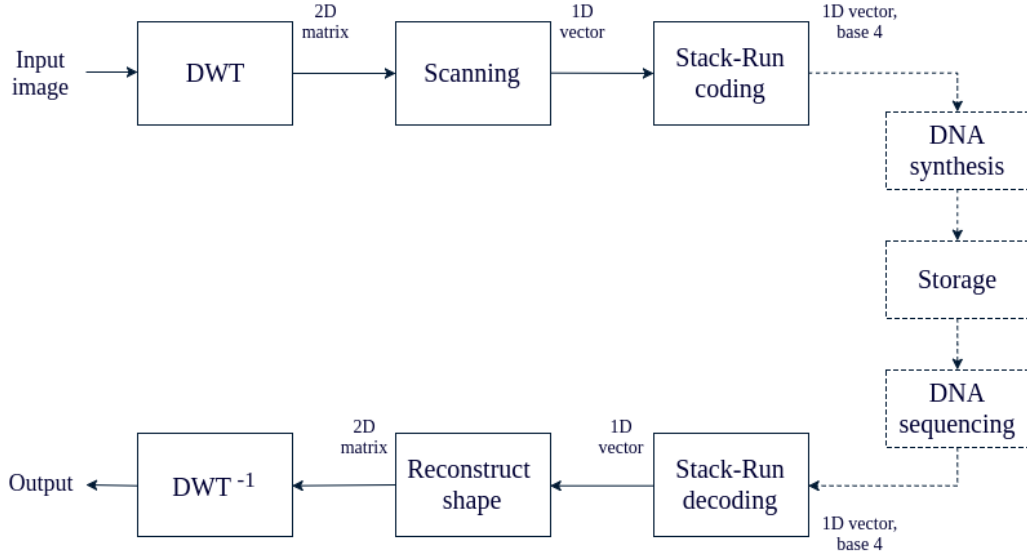 Input
image
DWT
2D
matrix
Scanning
1D
vector
Stack-Run
coding
1D vector,
base 4
DNA
synthesis
Storage
DNA
sequencing
1D vector,
base 4
Stack-Run
decoding
1D
vector
Reconstruct
shape
2D
matrix
DWT -1
Output